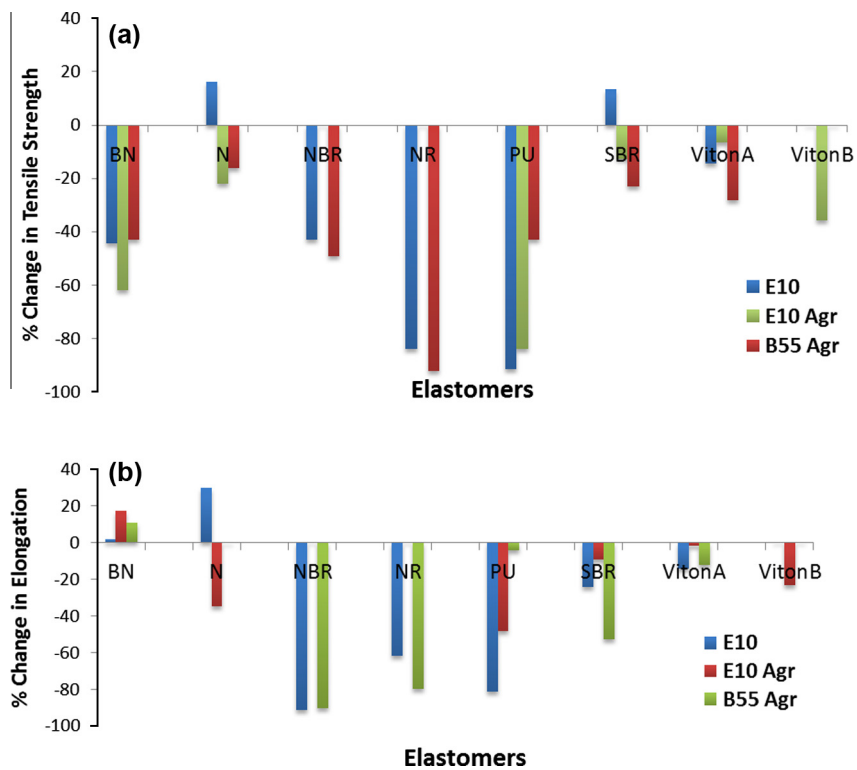 (a)
% Change in Tensile Strength
40
20
0
-20
-40
-60
-80
-100
BN N NBR NR PU SBR VitonA VitonB
E10
E10 Agr
B55 Agr
Elastomers
(b)
% Change in Elongation
40
20
0
-20
-40
-60
-80
-100
BN N NBR NR PU SBR VitonA VitonB
E10
E10 Agr
B55 Agr
Elastomers